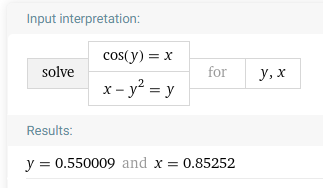 Input interpretation:
solve cos(y) = x for y, x
x − y² = y
Results:
y = 0.550009 and x = 0.85252